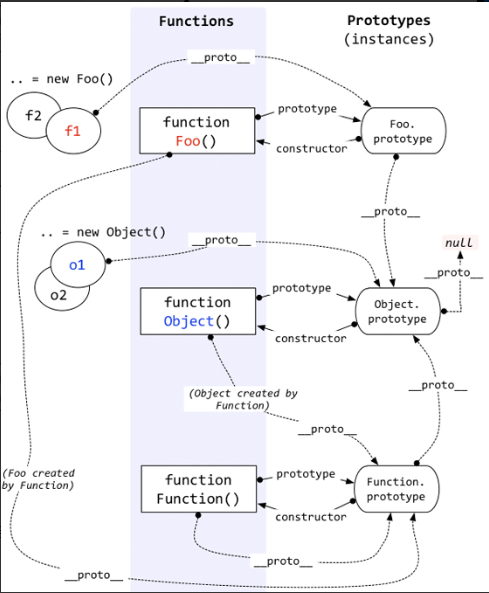 Functions
Prototypes
(instances)
.. = new Foo()
__proto__
f2
f1
function
Foo()
prototype
constructor
Foo.
prototype
__proto__
.. = new Object()
o1
o2
__proto__
null
__proto__
function
Object()
prototype
constructor
Object.
prototype
(Object created by
Function)
__proto__
__proto__
(Foo created
by Function)
function
Function()
prototype
constructor
Function.
prototype
__proto__
__proto__